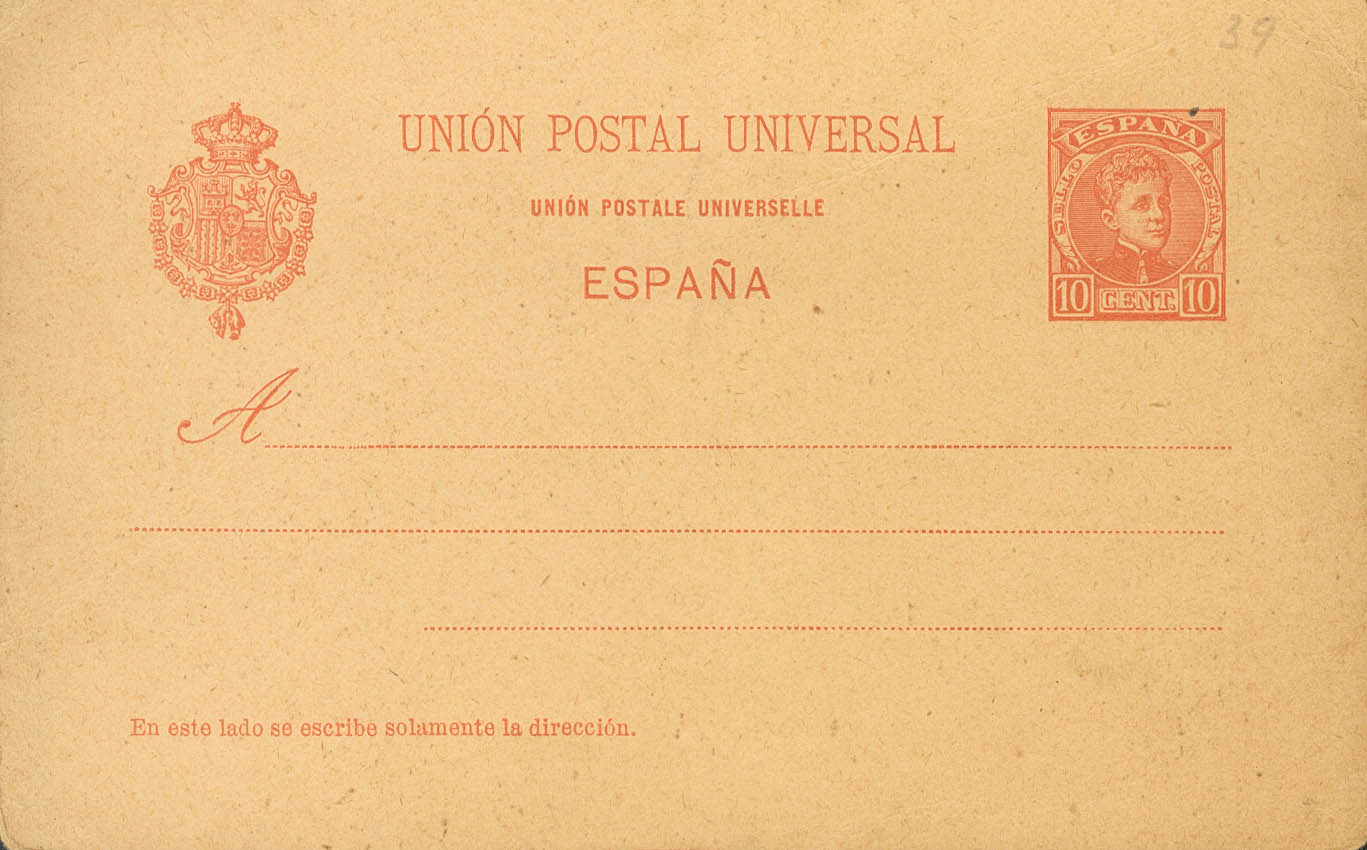 39
UNIÓN POSTAL UNIVERSAL
UNIÓN POSTALE UNIVERSELLE
ESPAÑA
ESPAÑA
SELLO POSTAL
10 CENT. 10
A
En este lado se escribe solamente la dirección.